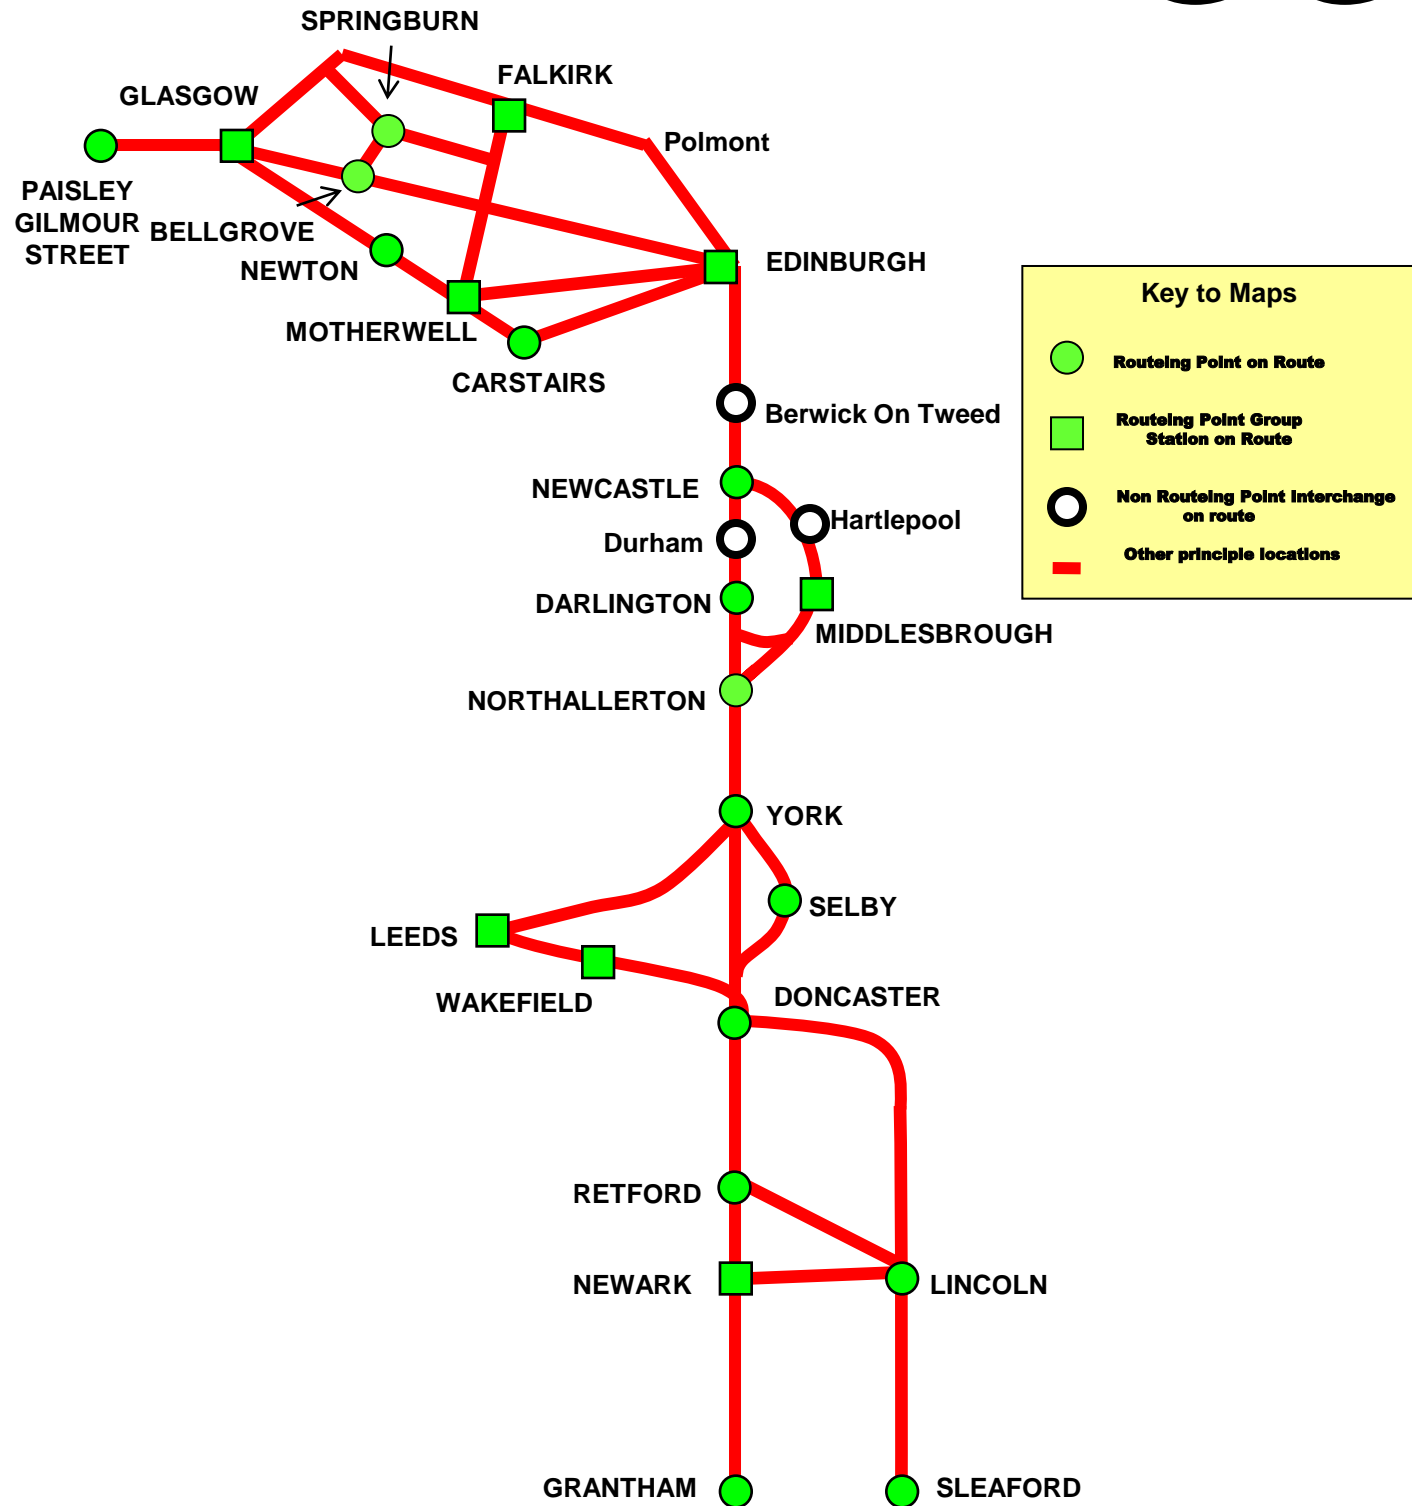 SPRINGBURN
FALKIRK
GLASGOW
Polmont
PAISLEY
GILMOUR
STREET
BELLGROVE
NEWTON
EDINBURGH
MOTHERWELL
CARSTAIRS
Key to Maps
Routeing Point on Route
Routeing Point Group
Station on Route
Non Routeing Point Interchange
on route
Other principle locations
Berwick On Tweed
NEWCASTLE
Hartlepool
Durham
DARLINGTON
MIDDLESBROUGH
NORTHALLERTON
YORK
SELBY
LEEDS
WAKEFIELD
DONCASTER
RETFORD
NEWARK
LINCOLN
GRANTHAM
SLEAFORD